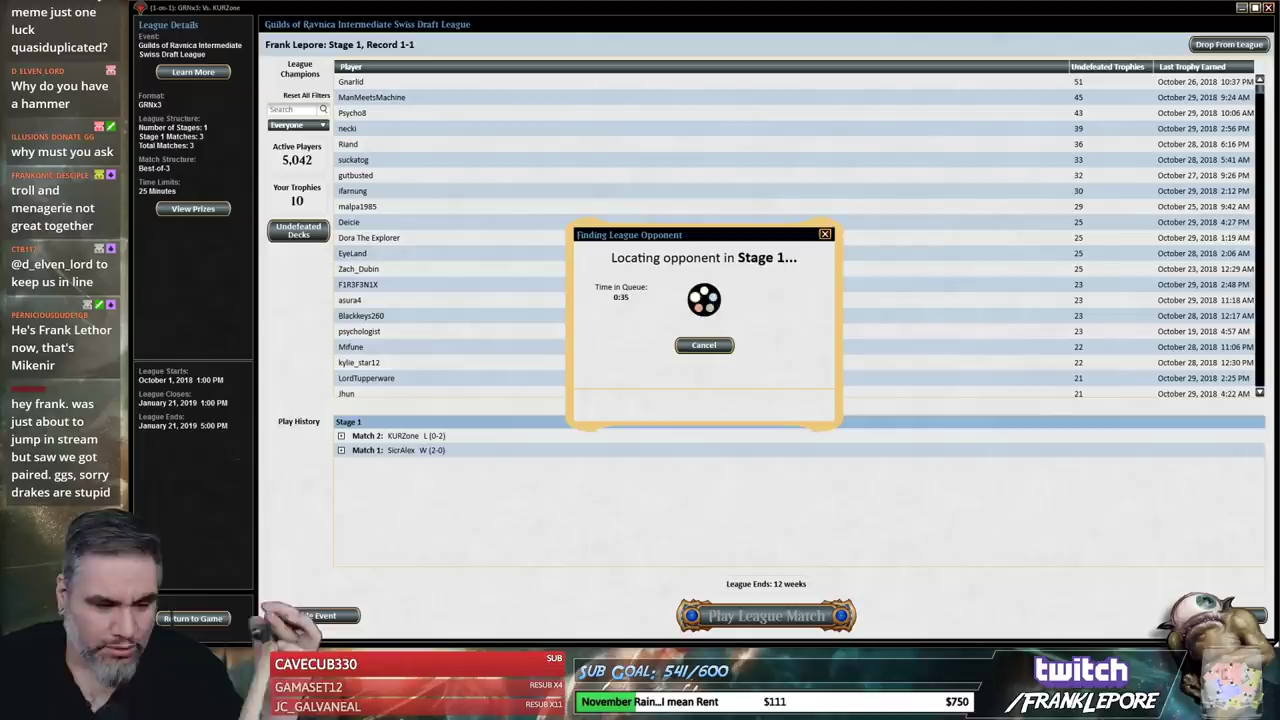 meme just one
luck
quasiduplicated?
D_ELVEN_LORD
Why do you have
a hammer
ILLUSIONS_DONATE_GG
why must you ask
FRANKONIC_DESCJPLE
troll and
menagerie not
great together
CTB117
@d_elven_lord to
keep us in line
PERNICIOUSDUDE1GB
He's Frank Lethor
now, that's
Mikenir
hey frank. was
just about to
jump in stream
but saw we got
paired. ggs, sorry
drakes are stupid
(1-on-1): GRNx3: Vs. KURZone
League Details
Event:
Guilds of Ravnica Intermediate
Swiss Draft League
Learn More
Format:
GRNx3
League Structure:
Number of Stages: 1
Stage 1 Matches: 3
Total Matches: 3
Match Structure:
Best-of-3
Time Limits:
25 Minutes
View Prizes
League Starts:
October 1, 2018 1:00 PM
League Closes:
January 21, 2019 1:00 PM
League Ends:
January 21, 2019 5:00 PM
Return to Game
Guilds of Ravnica Intermediate Swiss Draft League
Frank Lepore: Stage 1, Record 1-1
Drop From League
League
Champions
Reset All Filters
Search
Everyone
Active Players
5,042
Your Trophies
10
Undefeated
Decks
Player Undefeated Trophies Last Trophy Earned
Gnarlid 51 October 26, 2018 10:37 PM
ManMeetsMachine 45 October 29, 2018 9:24 AM
Psycho8 43 October 29, 2018 10:06 AM
necki 39 October 29, 2018 2:56 PM
Riand 36 October 28, 2018 6:16 PM
suckatog 33 October 28, 2018 5:41 AM
gutbusted 32 October 27, 2018 9:26 PM
ifarnung 30 October 29, 2018 2:12 PM
malpa1985 29 October 25, 2018 9:42 AM
Deicie 25 October 29, 2018 4:27 PM
Dora The Explorer 25 October 29, 2018 1:19 AM
EyeLand 25 October 28, 2018 2:06 AM
Zach_Dubin 25 October 23, 2018 12:29 AM
F1R3F3N1X 23 October 29, 2018 2:48 PM
asura4 23 October 29, 2018 11:18 AM
Blackkeys260 23 October 28, 2018 12:17 AM
psychologist 23 October 19, 2018 4:57 AM
Mifune 22 October 28, 2018 11:06 PM
kylie_star12 22 October 28, 2018 12:30 PM
LordTupperware 21 October 29, 2018 2:25 PM
Jhun 21 October 29, 2018 4:22 AM
Finding League Opponent
Locating opponent in Stage 1...
Time in Queue:
0:35
Cancel
Play History
Stage 1
Match 2: KURZone L (0-2)
Match 1: SicrAlex W (2-0)
League Ends: 12 weeks
Event
Play League Match
CAVECUB330 SUB
GAMASET12 RESUB X4
JC_GALVANEAL RESUB X11
SUB GOAL: 541/600
November Rain...I mean Rent $111 $750
twitch
/FRANKLEPORE